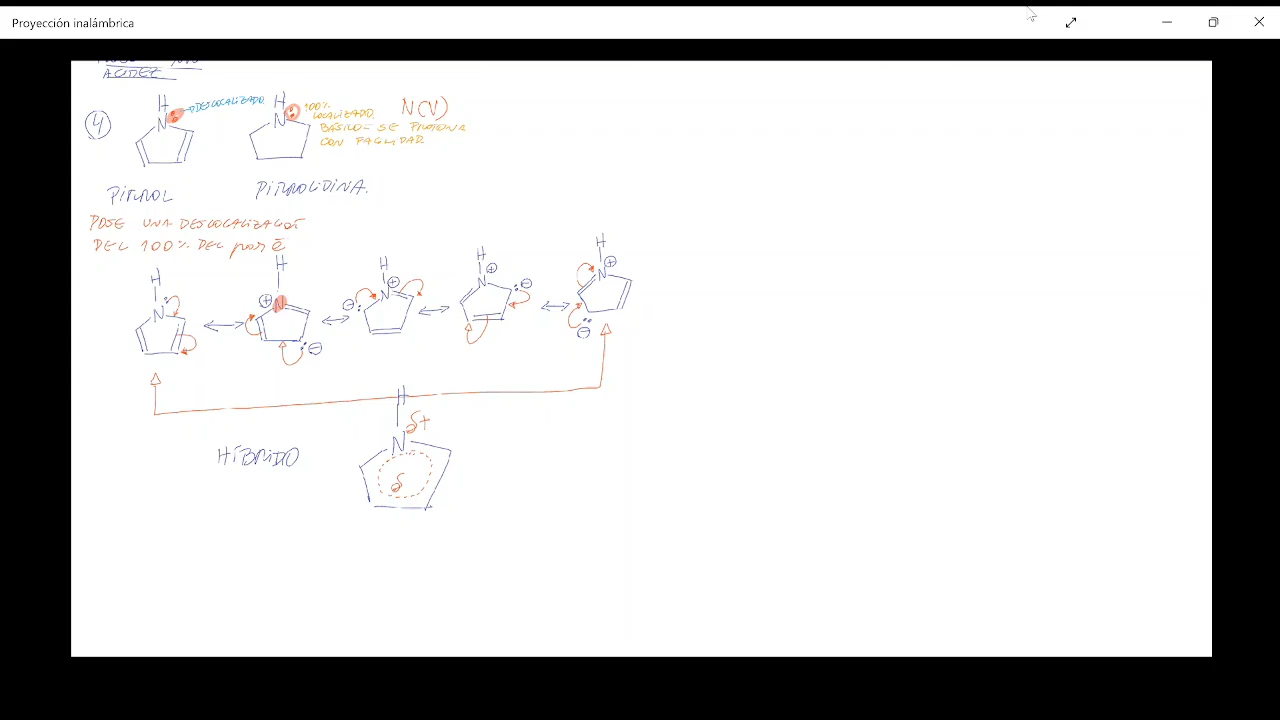 Proyección inalámbrica
ACIDEZ
4
H
DESLOCALIZADO
N
H
100%
LOCALIZADO
N(V)
N
BÁSICO = SE PROTONA
CON FACILIDAD
PIRROL
PIRROLIDINA.
POSE UNA DESLOCALIZACIÓN
DEL 100% DEL par ē
H
H
H
H
H
N
⊕ N
⊖
N ⊕
N ⊕
⊖
N ⊕
⊖
⊖
H
δ+
N
HÍBRIDO
δ